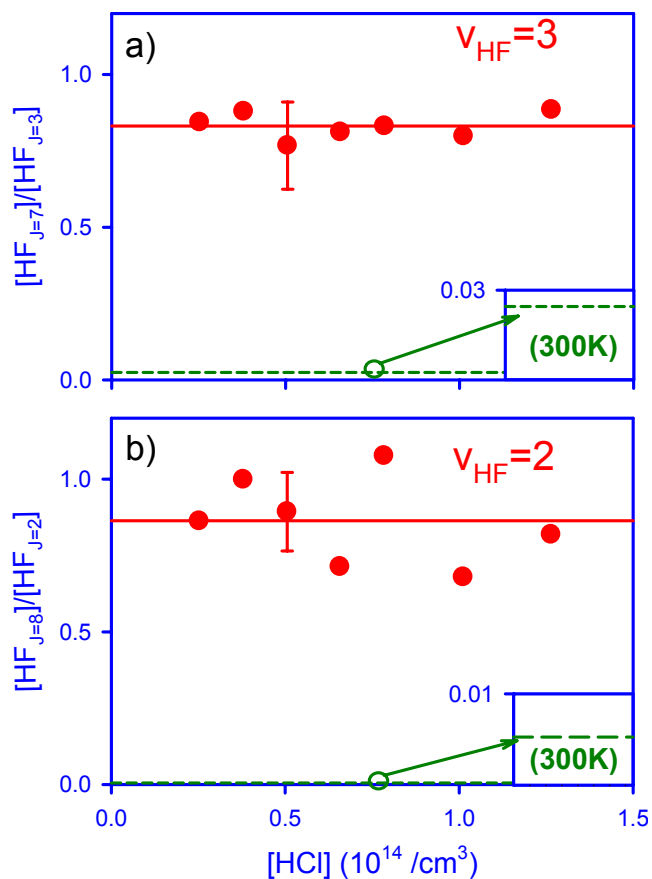 a)
v_HF=3
1.0
0.5
0.0
[HF_J=7]/[HF_J=3]
0.03
(300K)
b)
v_HF=2
1.0
0.5
0.0
[HF_J=8]/[HF_J=2]
0.01
(300K)
0.0 0.5 1.0 1.5
[HCl] (10^14 /cm^3)